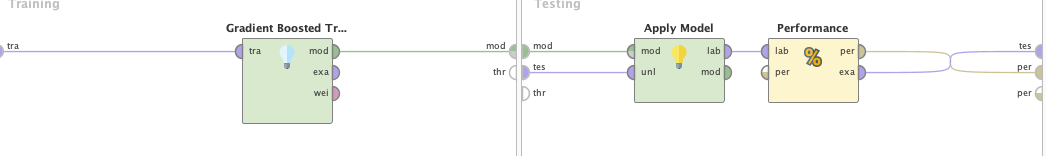 Training
Testing
Gradient Boosted Tr...
tra
tra
mod
exa
wei
mod
thr
Apply Model
Performance
mod
tes
thr
mod
unl
lab
mod
lab
per
per
exa
tes
per
per